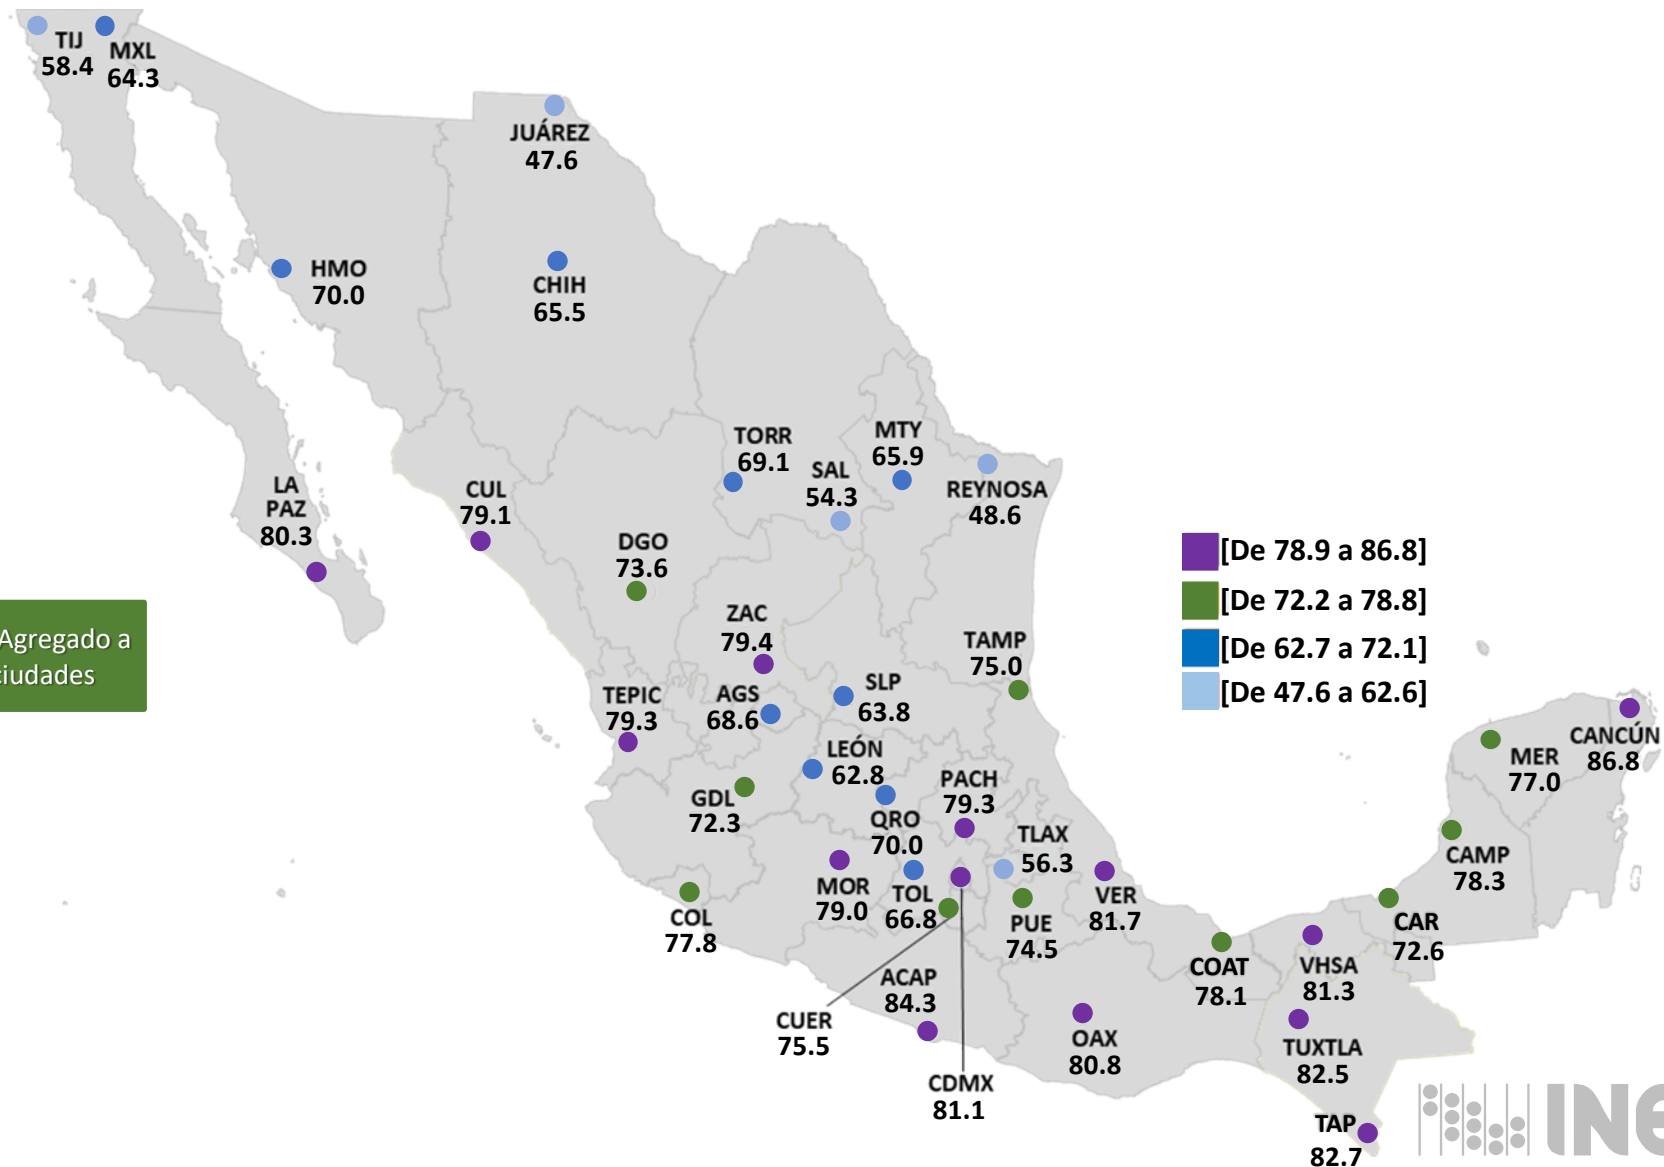 TIJ
58.4
MXL
64.3
JUÁREZ
47.6
HMO
70.0
CHIH
65.5
TORR
69.1
MTY
65.9
SAL
54.3
REYNOSA
48.6
LA
PAZ
80.3
CUL
79.1
DGO
73.6
[De 78.9 a 86.8]
[De 72.2 a 78.8]
[De 62.7 a 72.1]
[De 47.6 a 62.6]
Agregado a
ciudades
ZAC
79.4
TAMP
75.0
TEPIC
79.3
AGS
68.6
SLP
63.8
LEÓN
62.8
PACH
79.3
GDL
72.3
QRO
70.0
TLAX
56.3
MER
77.0
CANCÚN
86.8
CAMP
78.3
COL
77.8
MOR
79.0
TOL
66.8
PUE
74.5
VER
81.7
CAR
72.6
COAT
78.1
VHSA
81.3
ACAP
84.3
CUER
75.5
OAX
80.8
TUXTLA
82.5
CDMX
81.1
TAP
82.7
INE